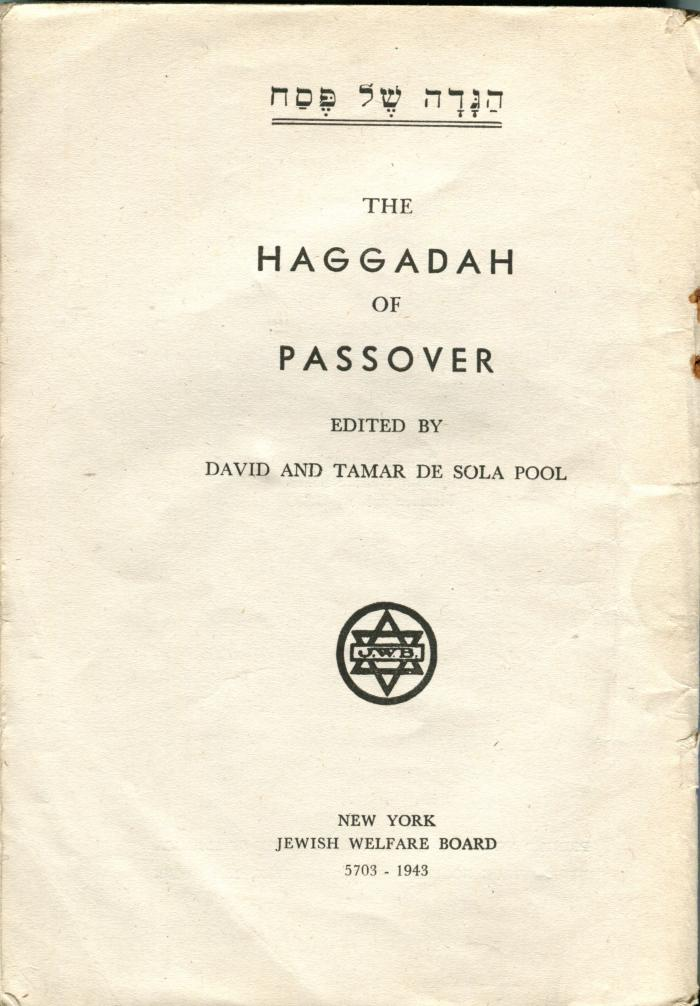 הַגָּדָה שֶׁל פֶּסַח
THE
HAGGADAH
OF
PASSOVER
EDITED BY
DAVID AND TAMAR DE SOLA POOL
J.W.B.
NEW YORK
JEWISH WELFARE BOARD
5703 - 1943